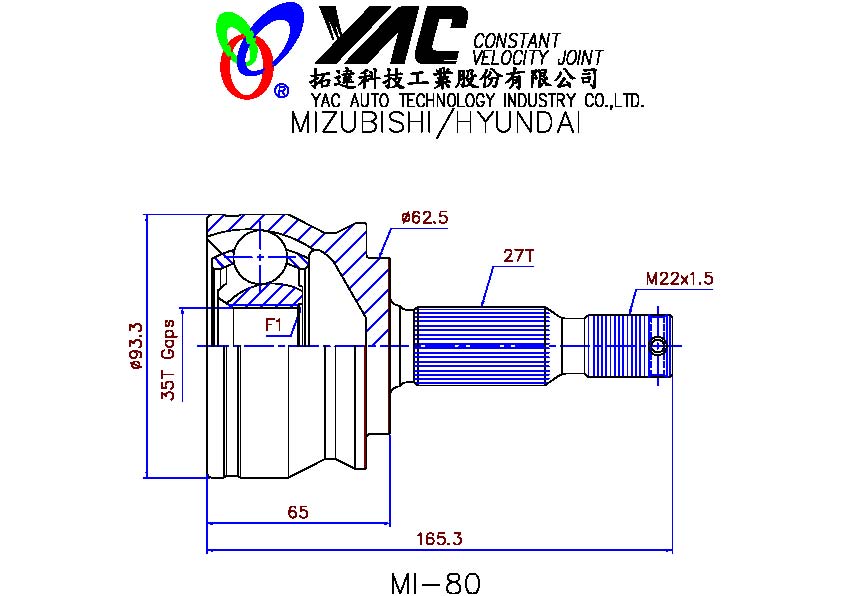 YAC CONSTANT
VELOCITY JOINT
拓達科技工業股份有限公司
® YAC AUTO TECHNOLOGY INDUSTRY CO.,LTD.
MIZUBISHI/HYUNDAI
ø62.5
27T
M22x1.5
F1
ø93.3
35T Gaps
65
165.3
MI-80